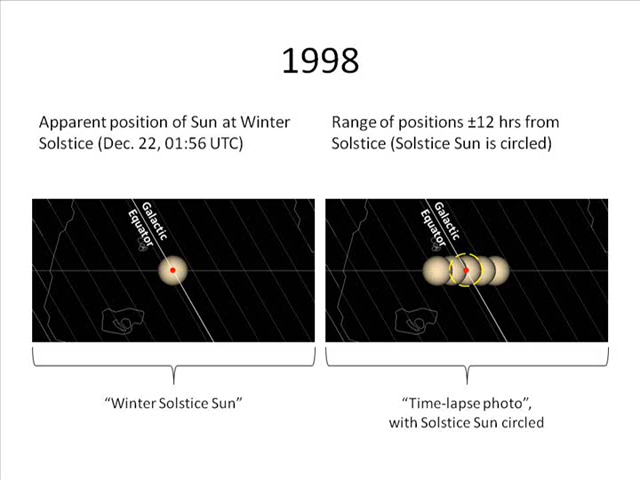 1998
Apparent position of Sun at Winter
Solstice (Dec. 22, 01:56 UTC)
Range of positions ±12 hrs from
Solstice (Solstice Sun is circled)
Galactic
Equator
Galactic
Equator
“Winter Solstice Sun”
“Time-lapse photo”,
with Solstice Sun circled